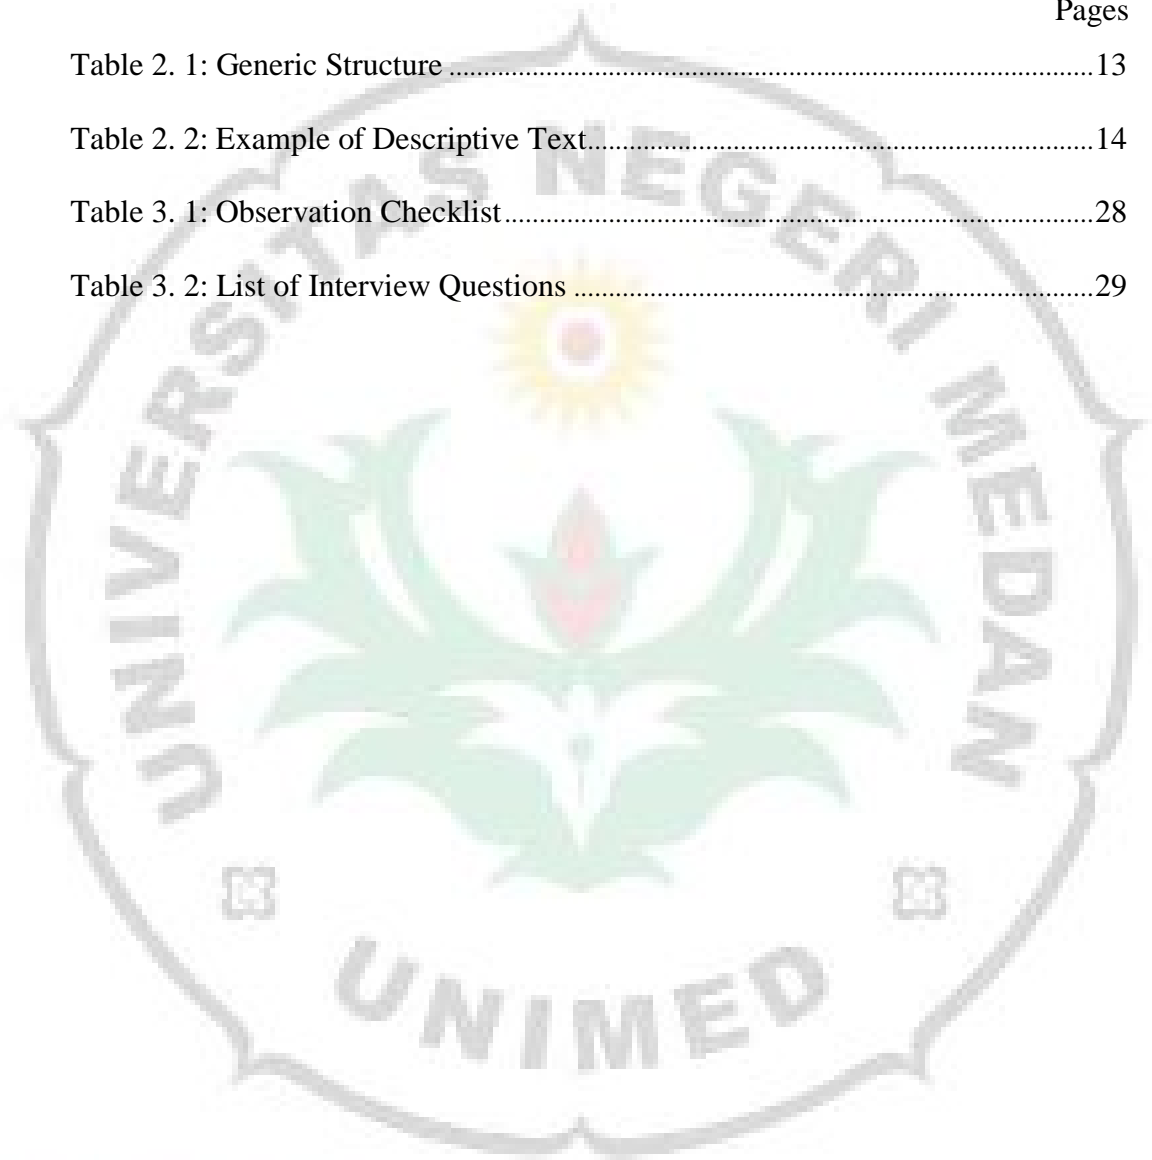 Pages
Table 2. 1: Generic Structure ........................................................................................13
Table 2. 2: Example of Descriptive Text......................................................................14
Table 3. 1: Observation Checklist .................................................................................28
Table 3. 2: List of Interview Questions ........................................................................29
UNIVERSITAS NEGERI MEDAN
UNIMED